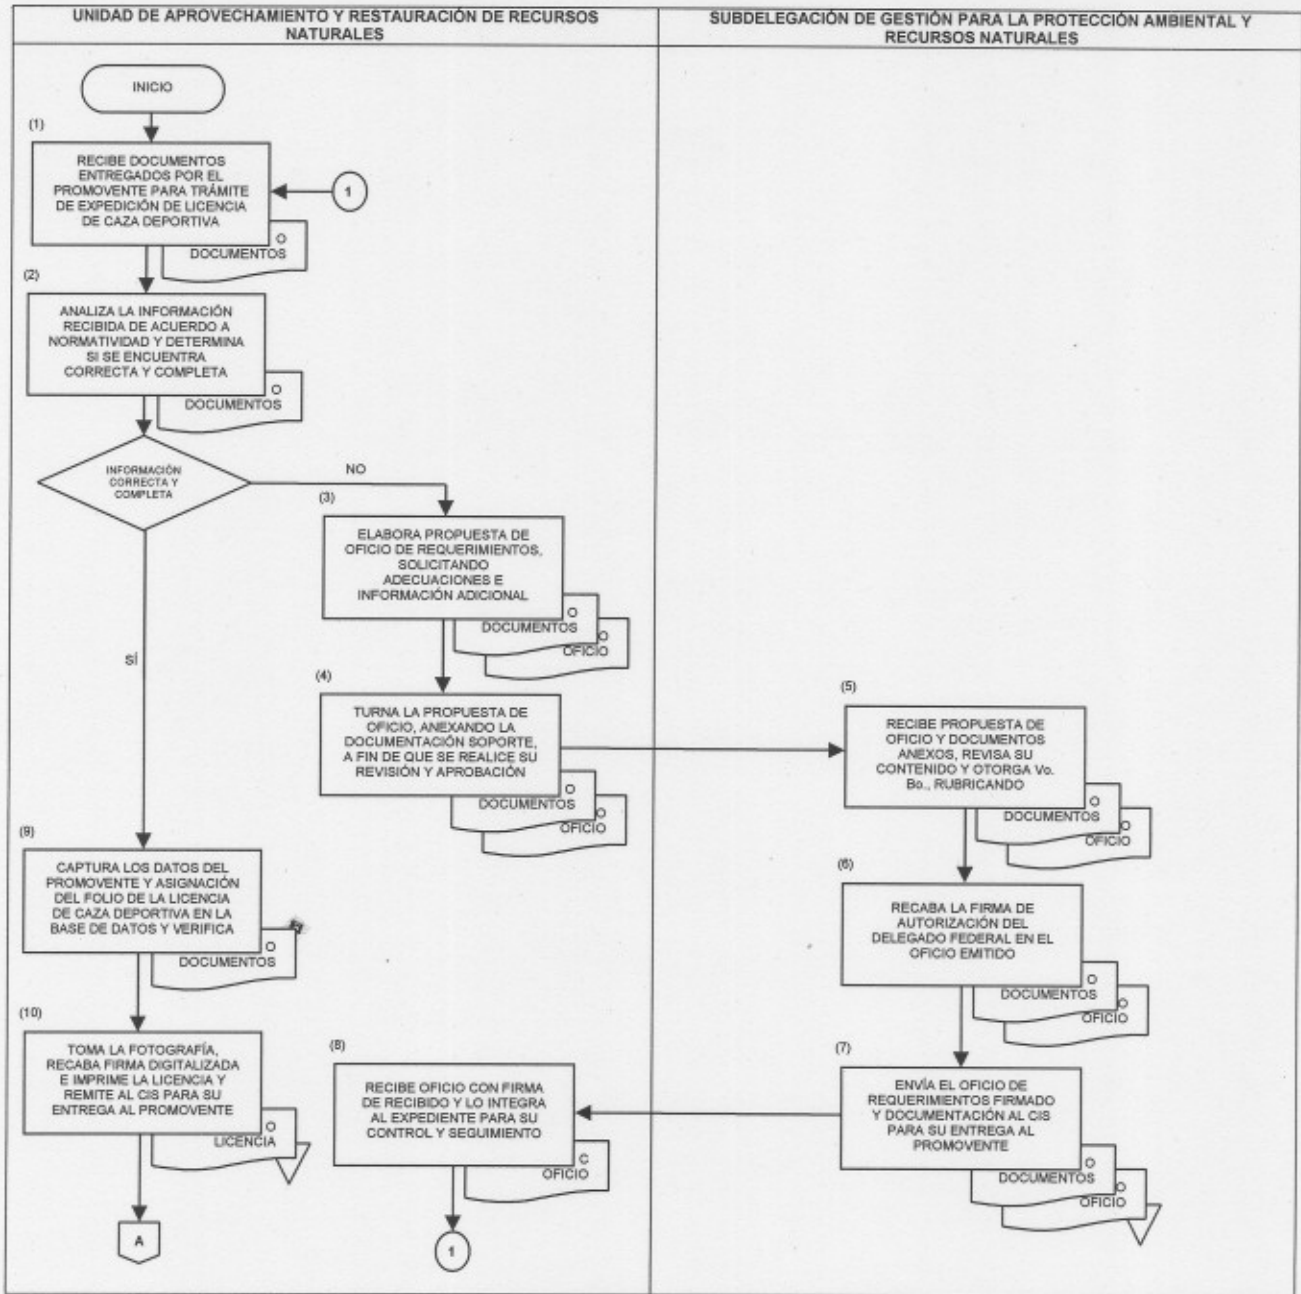 UNIDAD DE APROVECHAMIENTO Y RESTAURACIÓN DE RECURSOS
NATURALES
SUBDELEGACIÓN DE GESTIÓN PARA LA PROTECCIÓN AMBIENTAL Y
RECURSOS NATURALES
INICIO
(1)
RECIBE DOCUMENTOS
ENTREGADOS POR EL
PROMOVENTE PARA TRÁMITE
DE EXPEDICIÓN DE LICENCIA
DE CAZA DEPORTIVA
1
O
DOCUMENTOS
(2)
ANALIZA LA INFORMACIÓN
RECIBIDA DE ACUERDO A
NORMATIVIDAD Y DETERMINA
SI SE ENCUENTRA
CORRECTA Y COMPLETA
O
DOCUMENTOS
INFORMACIÓN
CORRECTA Y
COMPLETA
NO
(3)
ELABORA PROPUESTA DE
OFICIO DE REQUERIMIENTOS,
SOLICITANDO
ADECUACIONES E
INFORMACIÓN ADICIONAL
O
DOCUMENTOS
O
OFICIO
SÍ
(4)
TURNA LA PROPUESTA DE
OFICIO, ANEXANDO LA
DOCUMENTACIÓN SOPORTE,
A FIN DE QUE SE REALICE SU
REVISIÓN Y APROBACIÓN
O
DOCUMENTOS
O
OFICIO
(5)
RECIBE PROPUESTA DE
OFICIO Y DOCUMENTOS
ANEXOS, REVISA SU
CONTENIDO Y OTORGA Vo.
Bo., RUBRICANDO
O
DOCUMENTOS
O
OFICIO
(6)
RECABA LA FIRMA DE
AUTORIZACIÓN DEL
DELEGADO FEDERAL EN EL
OFICIO EMITIDO
O
DOCUMENTOS
O
OFICIO
(7)
ENVÍA EL OFICIO DE
REQUERIMIENTOS FIRMADO
Y DOCUMENTACIÓN AL CIS
PARA SU ENTREGA AL
PROMOVENTE
O
DOCUMENTOS
O
OFICIO
(8)
RECIBE OFICIO CON FIRMA
DE RECIBIDO Y LO INTEGRA
AL EXPEDIENTE PARA SU
CONTROL Y SEGUIMIENTO
C
OFICIO
1
(9)
CAPTURA LOS DATOS DEL
PROMOVENTE Y ASIGNACIÓN
DEL FOLIO DE LA LICENCIA
DE CAZA DEPORTIVA EN LA
BASE DE DATOS Y VERIFICA
O
DOCUMENTOS
(10)
TOMA LA FOTOGRAFÍA,
RECABA FIRMA DIGITALIZADA
E IMPRIME LA LICENCIA Y
REMITE AL CIS PARA SU
ENTREGA AL PROMOVENTE
O
LICENCIA
A